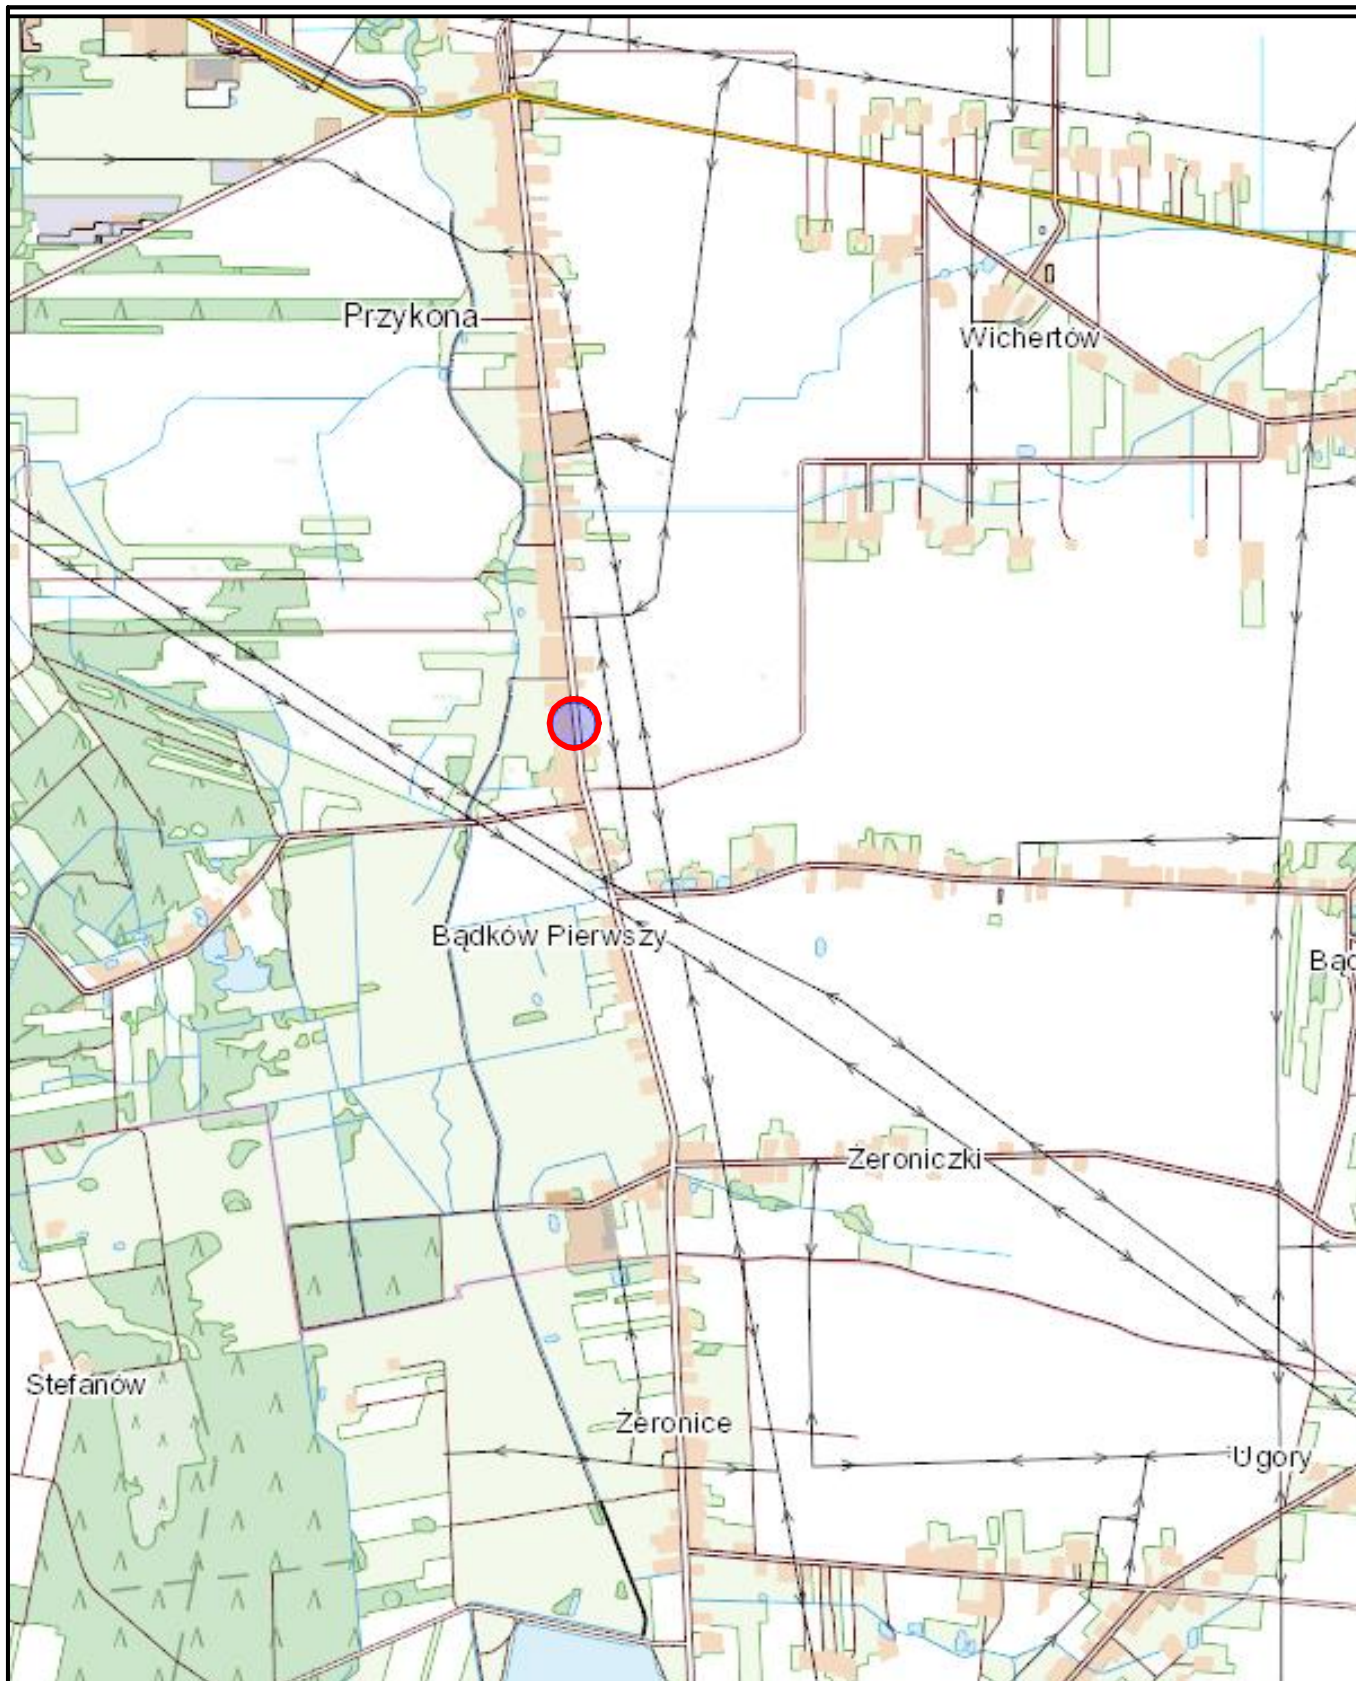 Przykona
Wichertów
Bądków Pierwszy
Bąd
Żeroniczki
Stefanów
Żeronice
Ugory